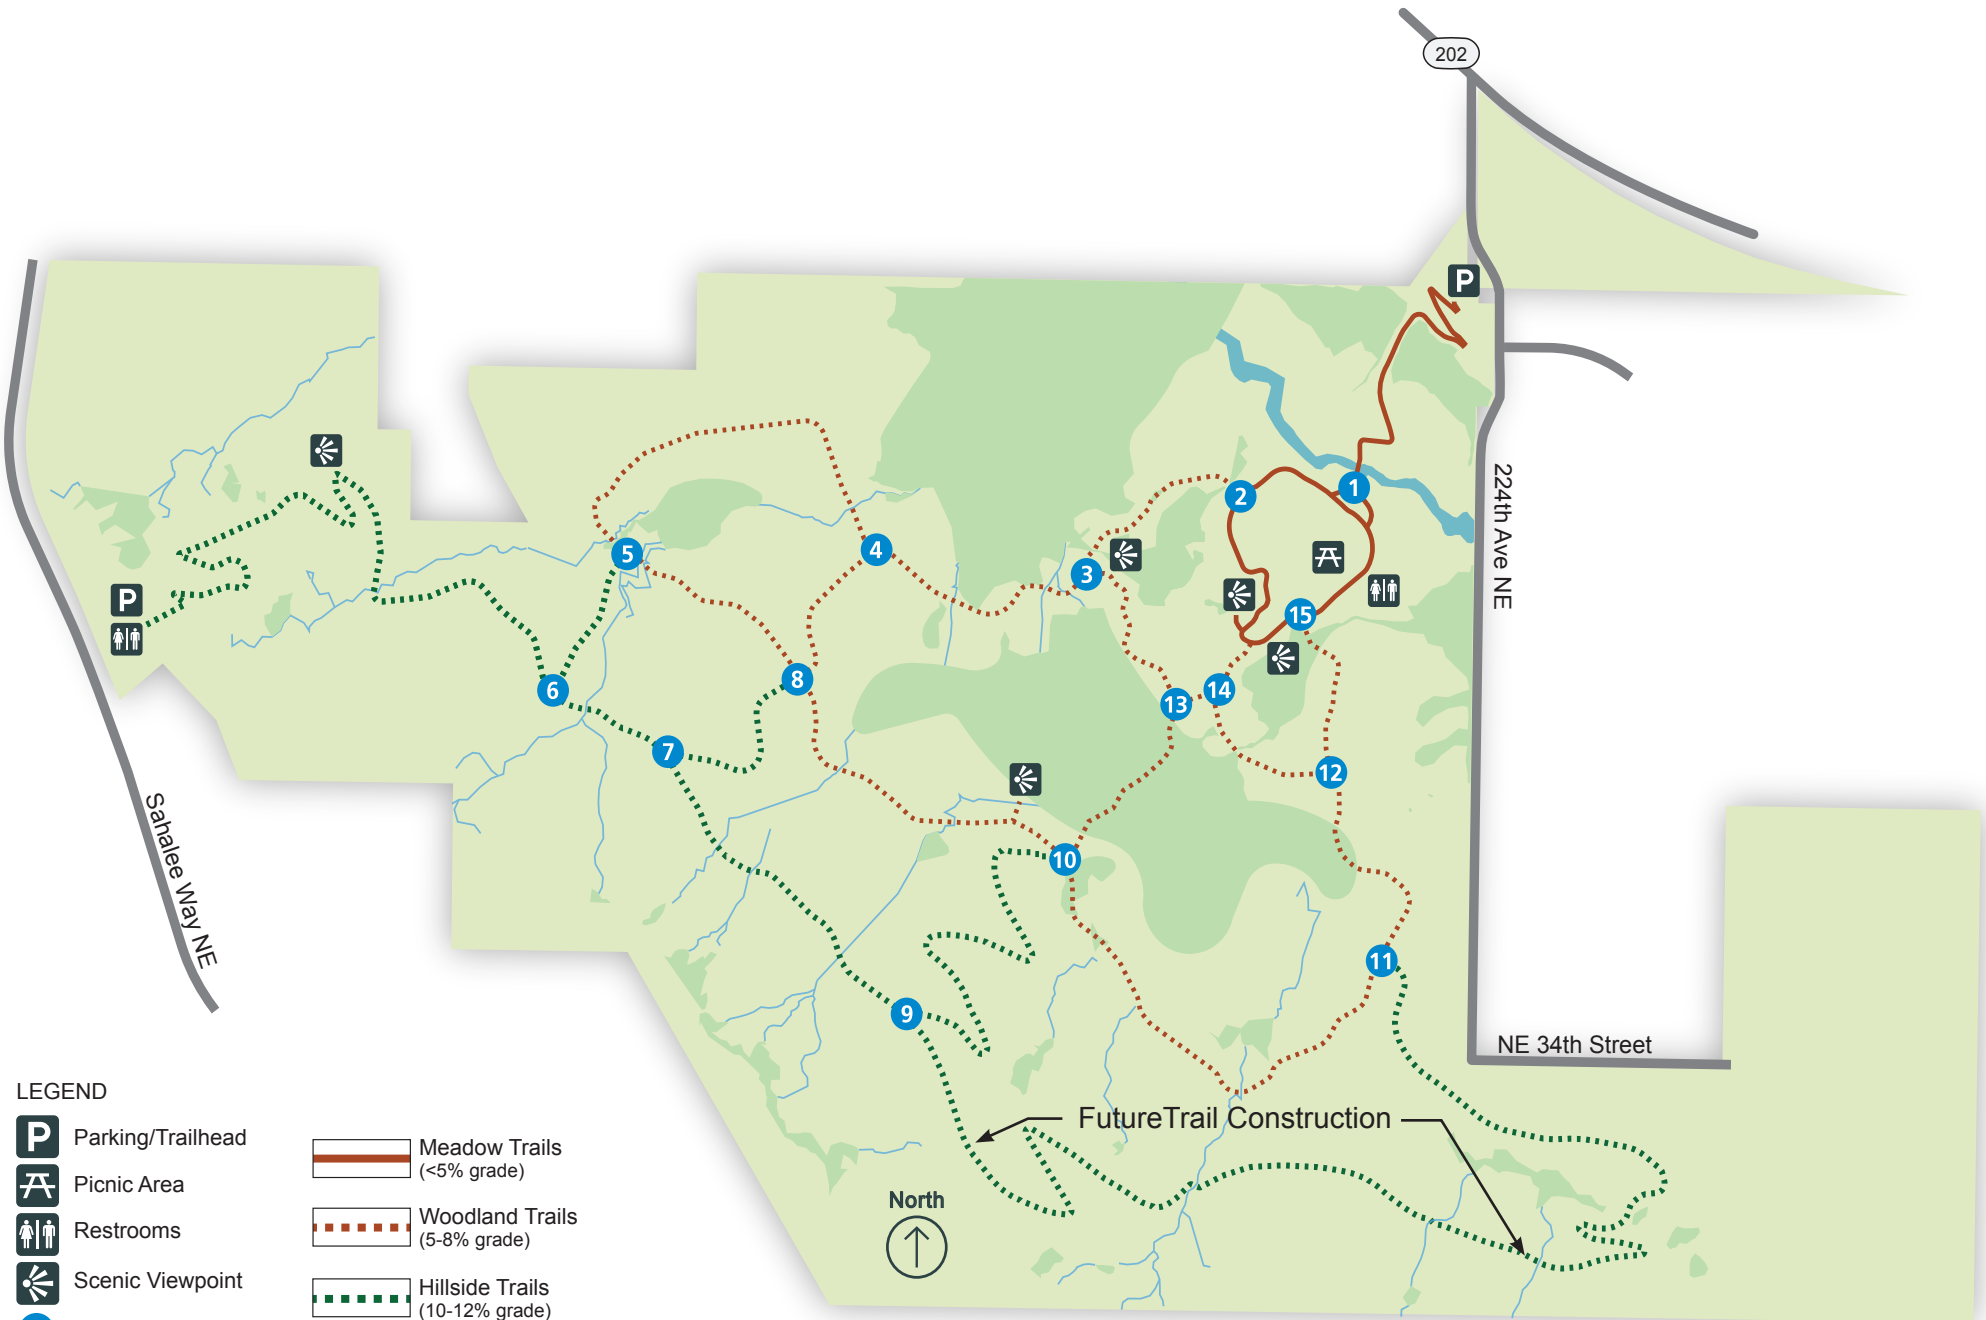 202
P
224th Ave NE
P
1
2
3
4
5
6
7
8
9
10
11
12
13
14
15
Sahalee Way NE
NE 34th Street
FutureTrail Construction
North
LEGEND
P Parking/Trailhead
Picnic Area
Restrooms
Scenic Viewpoint
Meadow Trails
(<5% grade)
Woodland Trails
(5-8% grade)
Hillside Trails
(10-12% grade)